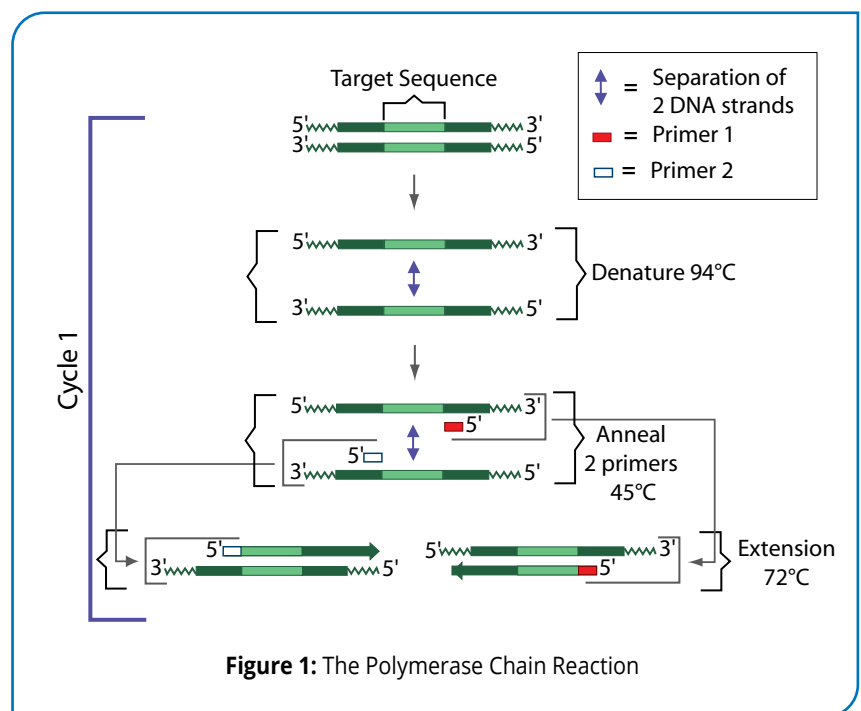 Target Sequence
5' 3'
3' 5'
= Separation of
2 DNA strands
= Primer 1
= Primer 2
Cycle 1
5' 3'
Denature 94°C
3' 5'
5' 3'
5'
Anneal
2 primers
45°C
5'
3' 5'
5'
3' 5'
5' 3'
5'
Extension
72°C
Figure 1: The Polymerase Chain Reaction